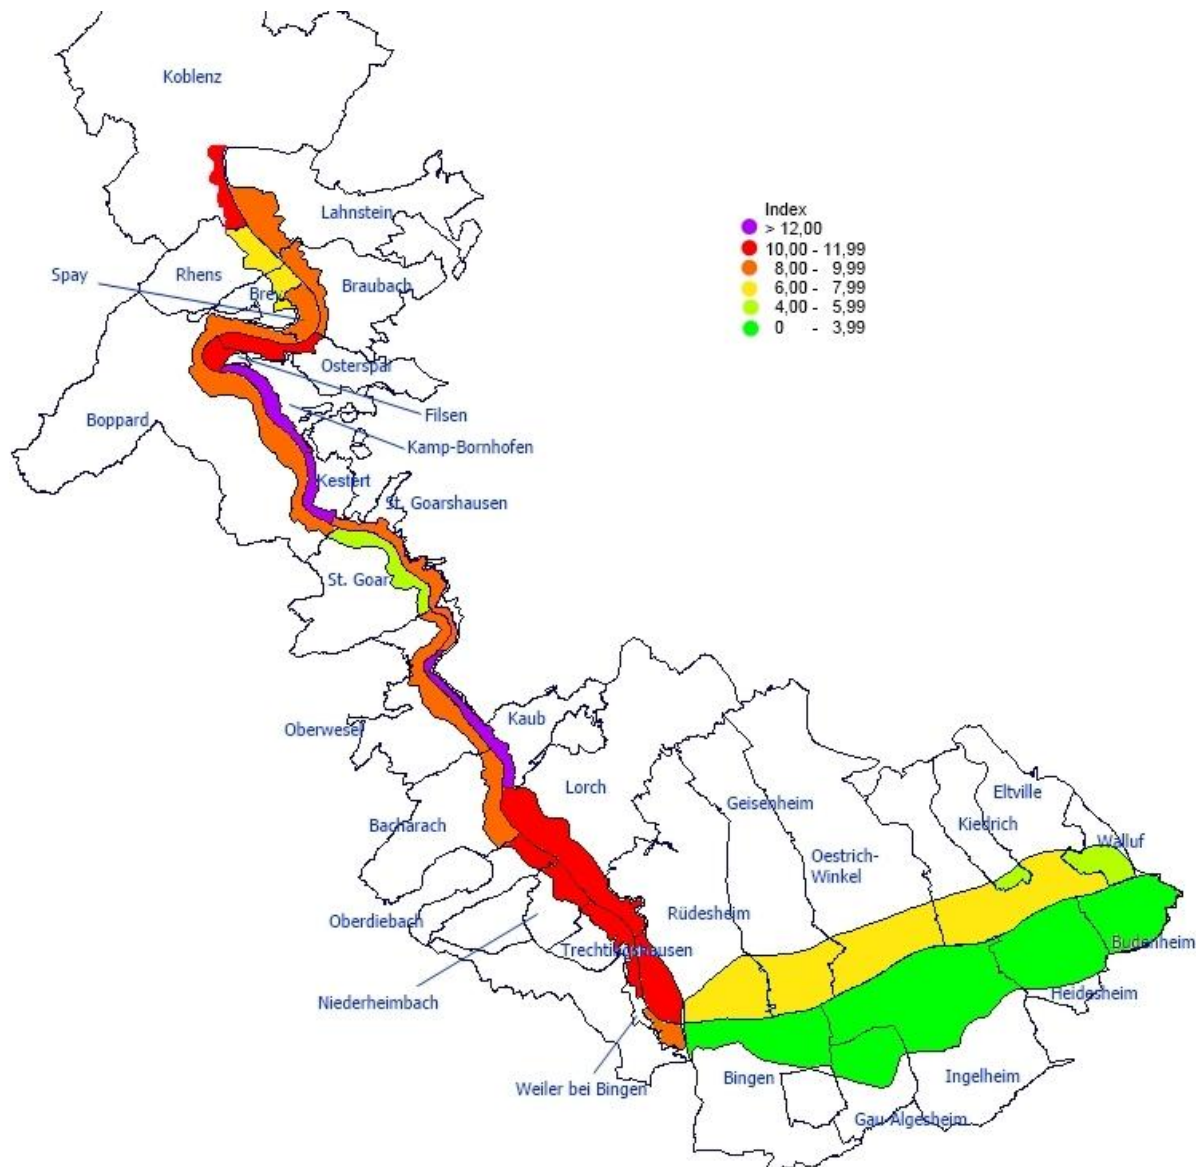 Koblenz
Index
> 12,00
10,00 - 11,99
8,00 - 9,99
6,00 - 7,99
4,00 - 5,99
0 - 3,99
Lahnstein
Spay
Rhens
Brey
Braubach
Osterspai
Filsen
Boppard
Kamp-Bornhofen
Kestert
St. Goarshausen
St. Goar
Oberwesel
Kaub
Lorch
Geisenheim
Eltville
Kiedrich
Walluf
Bacharach
Oestrich-
Winkel
Oberdiebach
Rüdesheim
Trechtingshausen
Budenheim
Niederheimbach
Heidesheim
Weiler bei Bingen
Bingen
Ingelheim
Gau-Algesheim